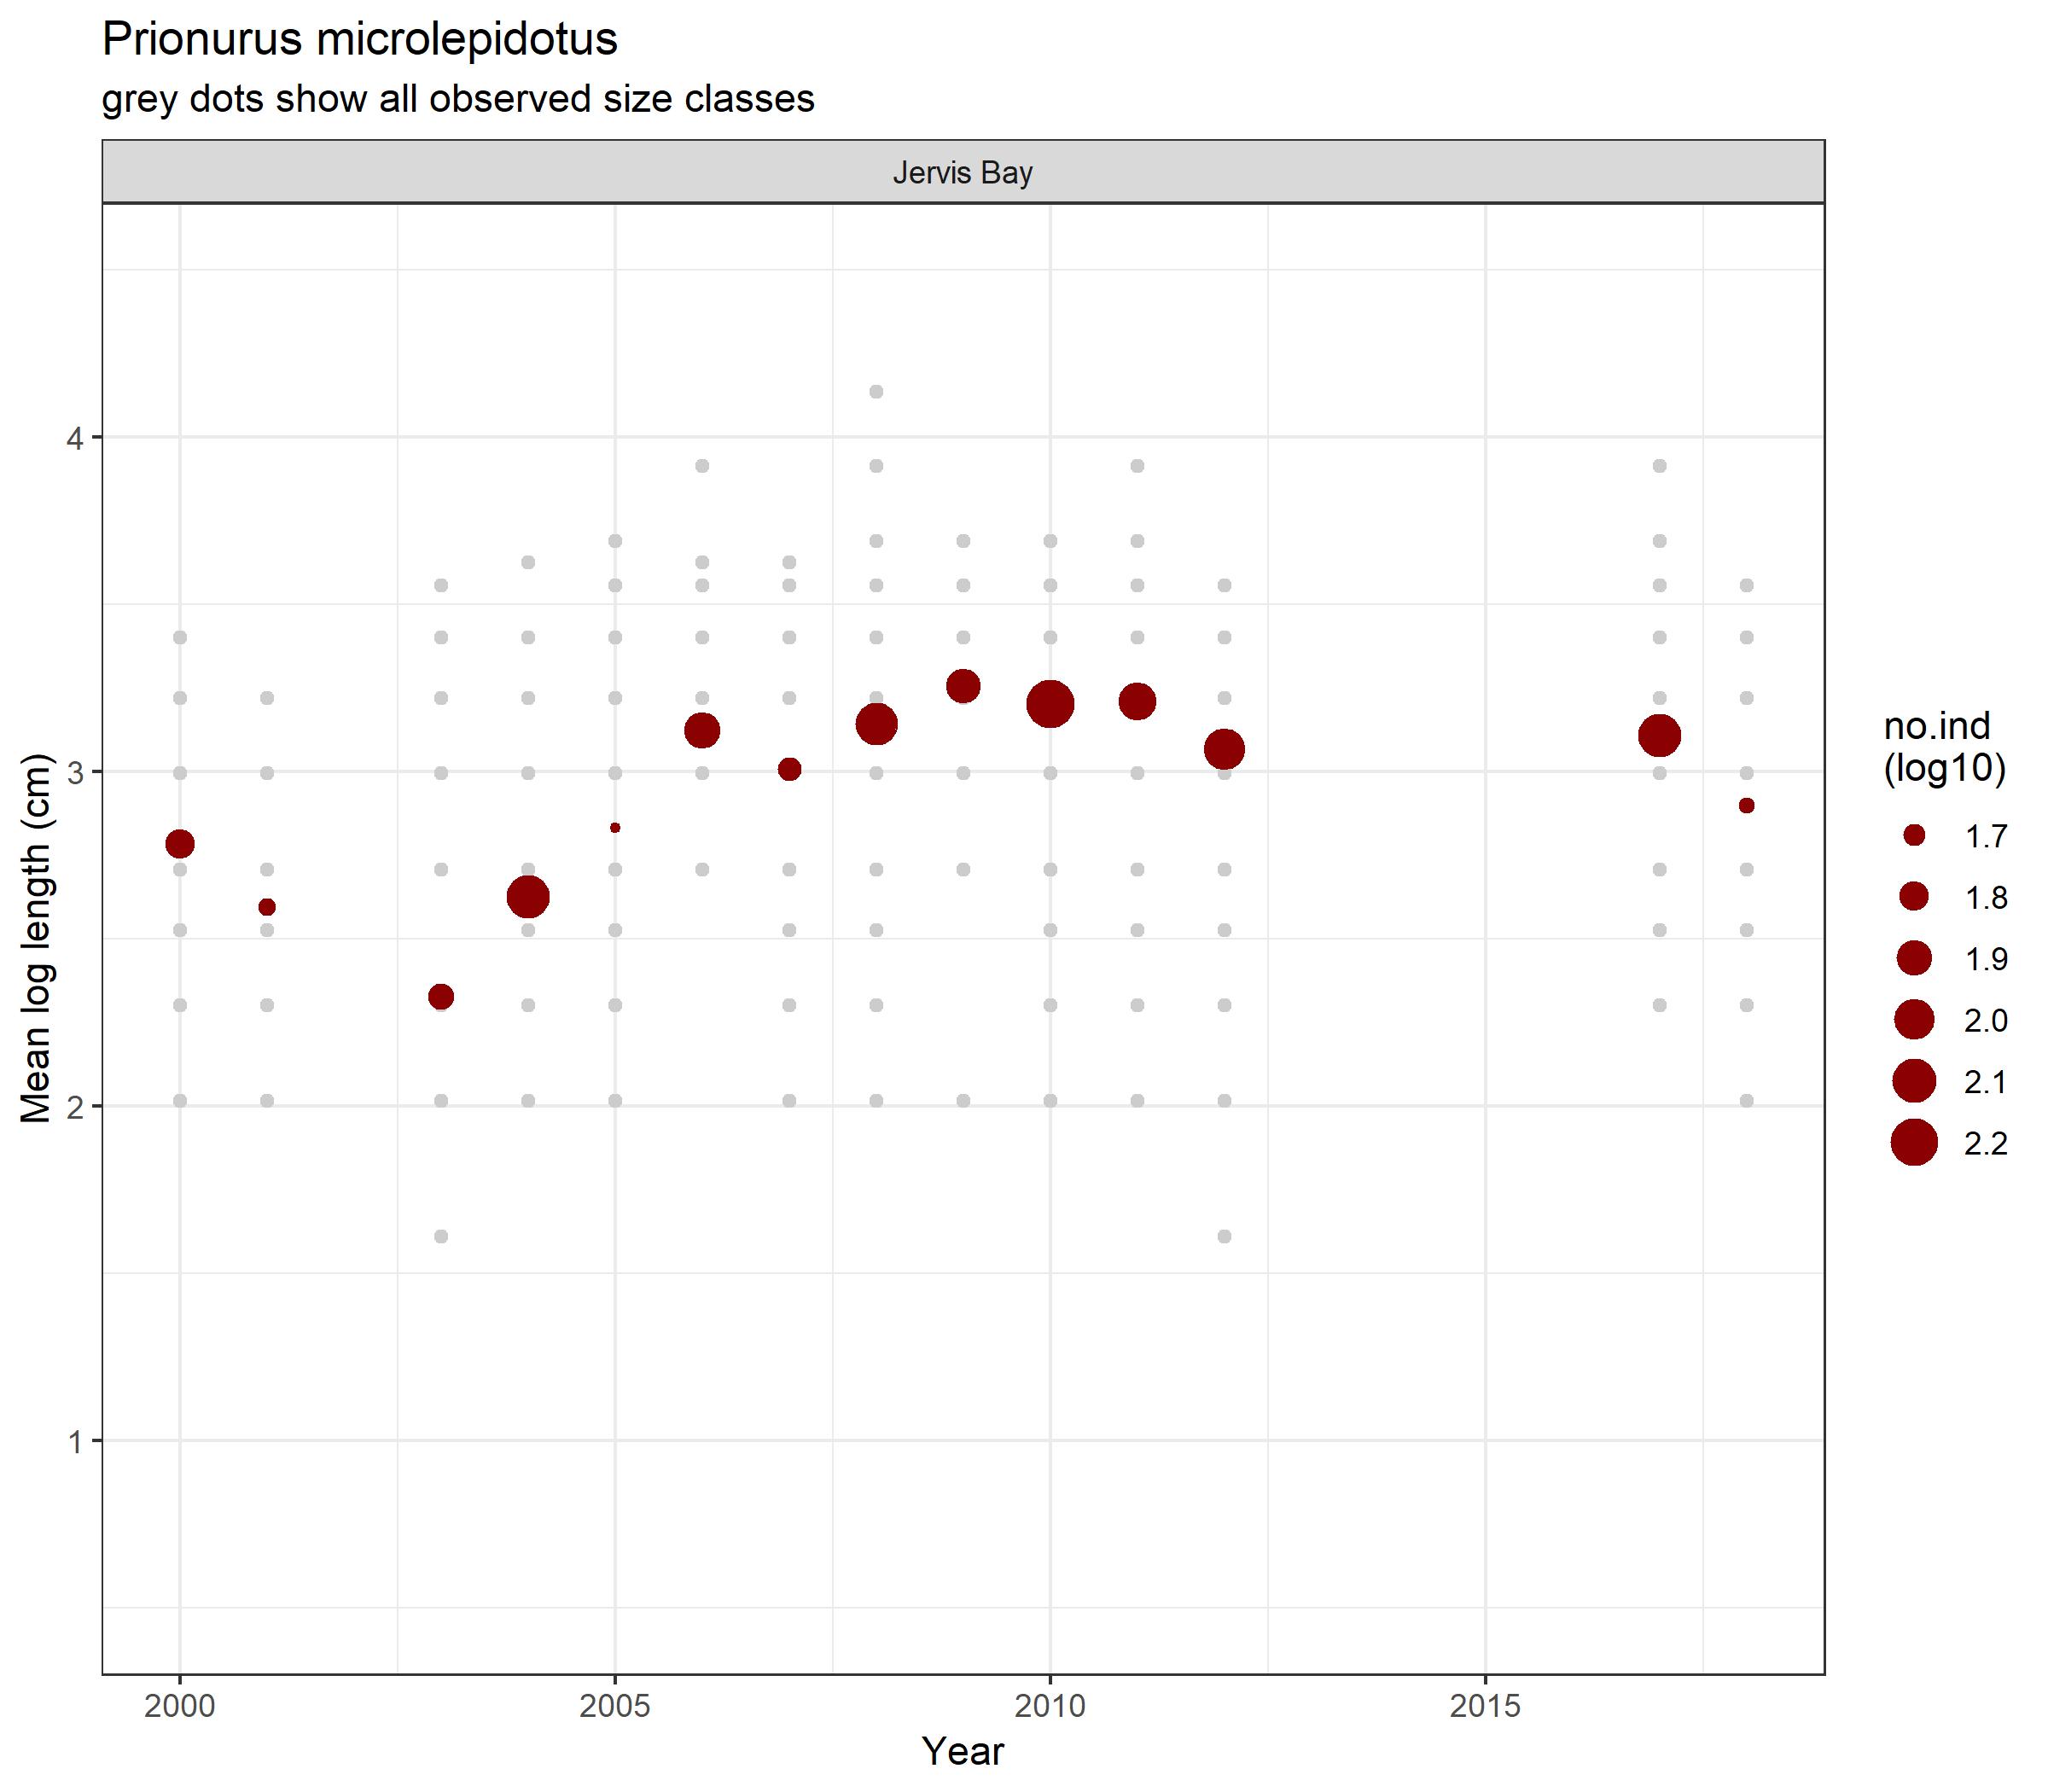 Prionurus microlepidotus
grey dots show all observed size classes
Jervis Bay
Mean log length (cm)
4
3
2
1
2000
2005
2010
2015
Year
no.ind
(log10)
1.7
1.8
1.9
2.0
2.1
2.2